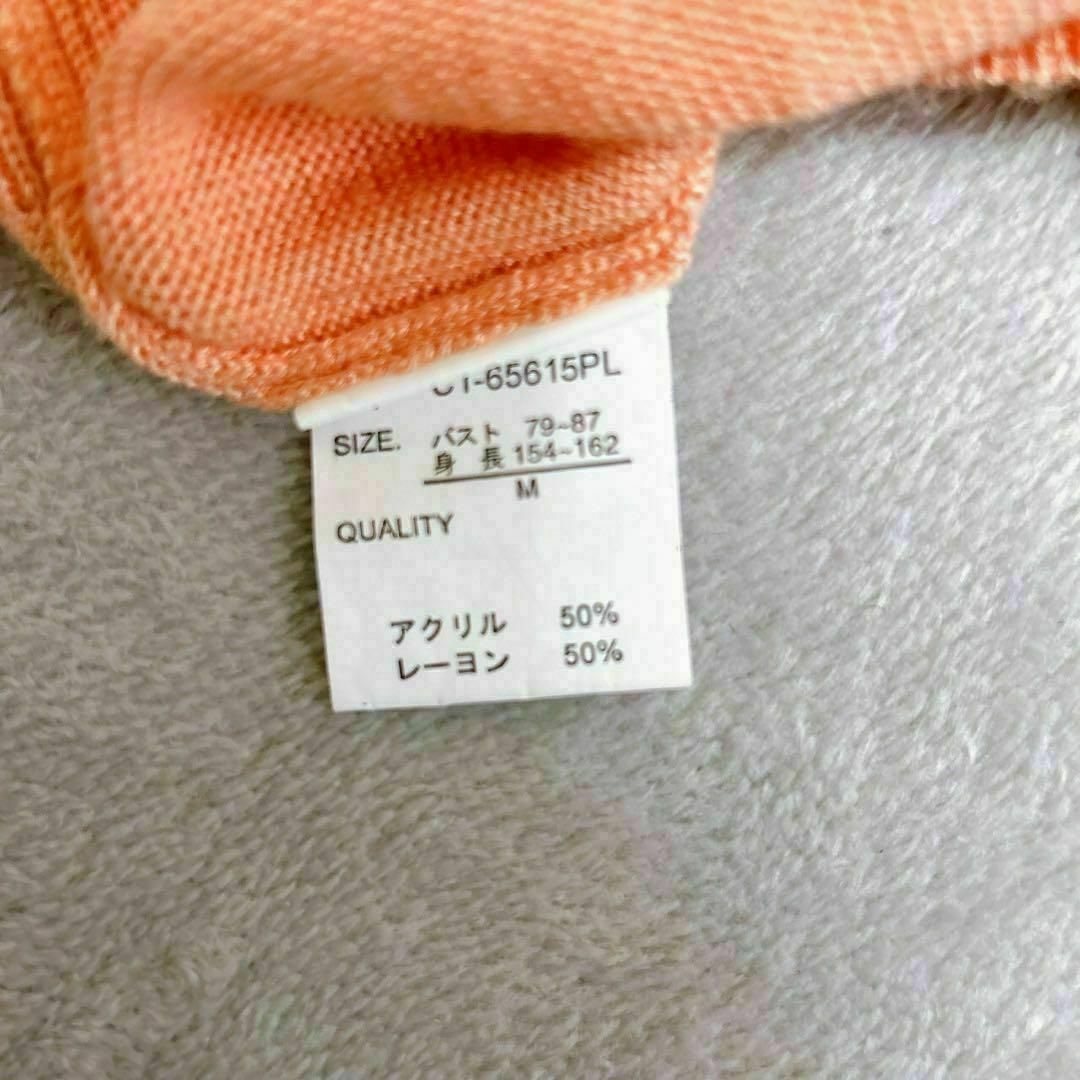 -65615PL
SIZE. バスト 79~87
身 長 154~162
M
QUALITY
アクリル 50%
レーヨン 50%